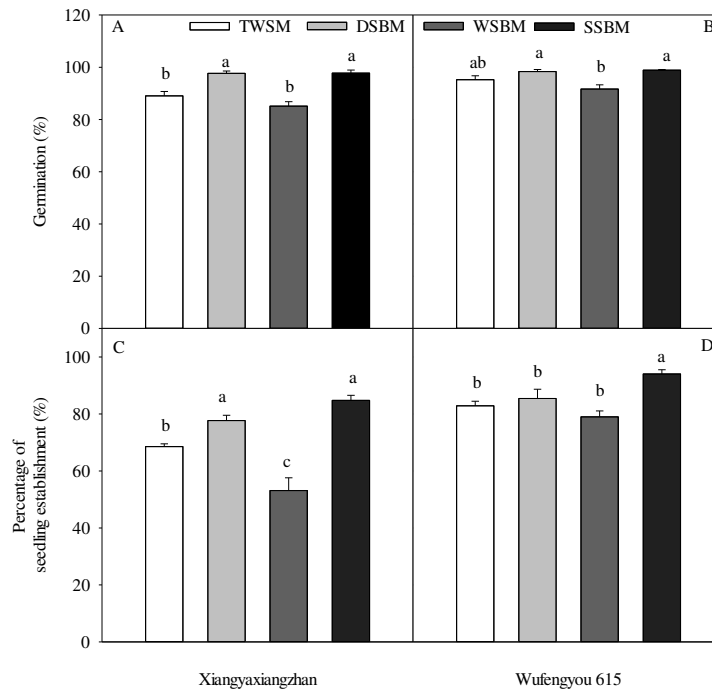 A TWSM DSBM WSBM SSBM B
120
100
80
60
40
20
0
Germination (%)
b a b a
ab a b a
C D
100
80
60
40
20
0
Percentage of
seedling establishment (%)
b a c a
b b b a
Xiangyaxiangzhan Wufengyou 615